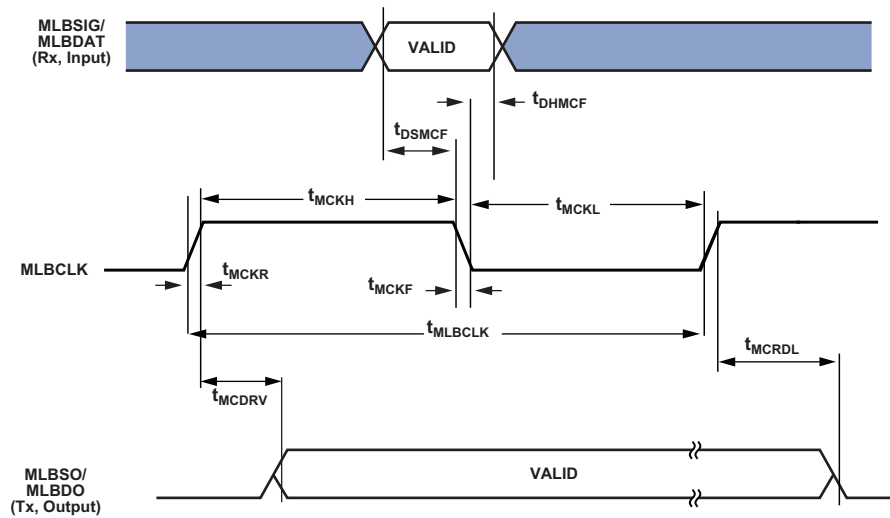 MLBSIG/
MLBDAT
(Rx, Input)
VALID
tDHMCF
tDSMCF
tMCKH
tMCKL
MLBCLK
tMCKR
tMCKF
tMLBCLK
tMCRDL
tMCDRV
MLBSO/
MLBDO
(Tx, Output)
VALID